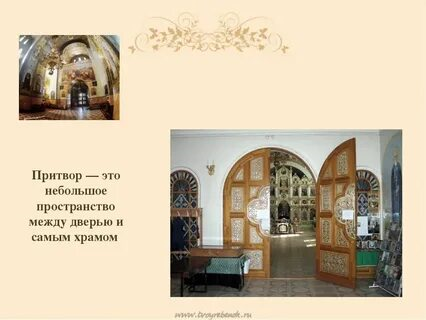 Притвор — это
небольшое
пространство
между дверью и
самым храмом